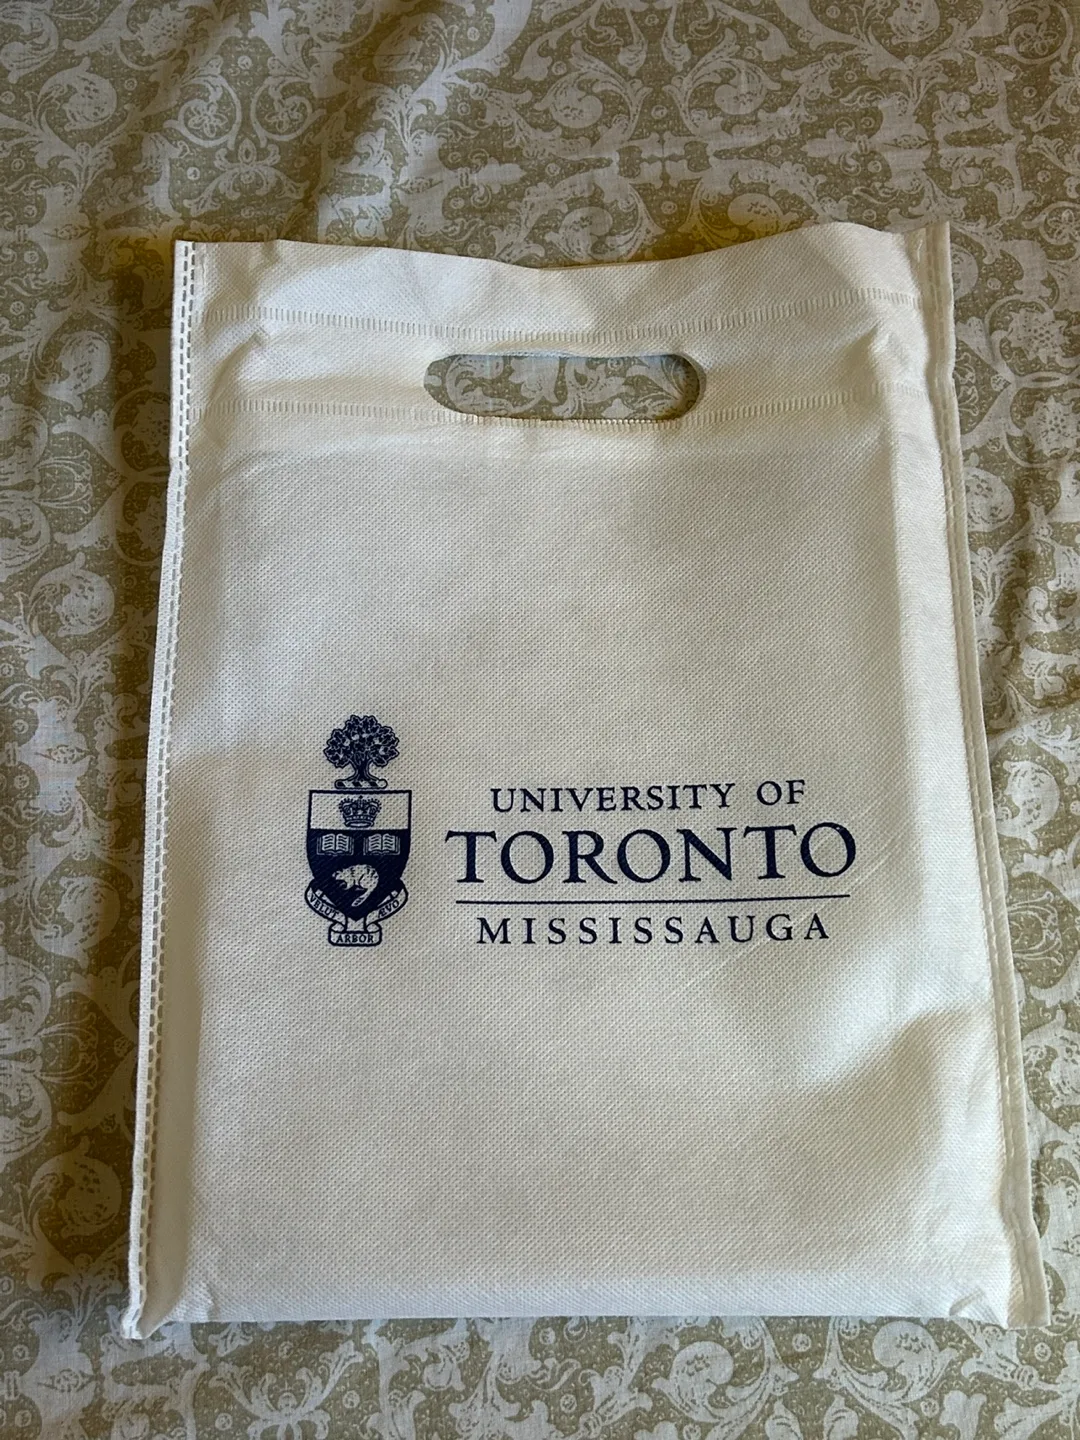 UNIVERSITY OF
TORONTO
MISSISSAUGA
VELUT ARBOR ÆVO